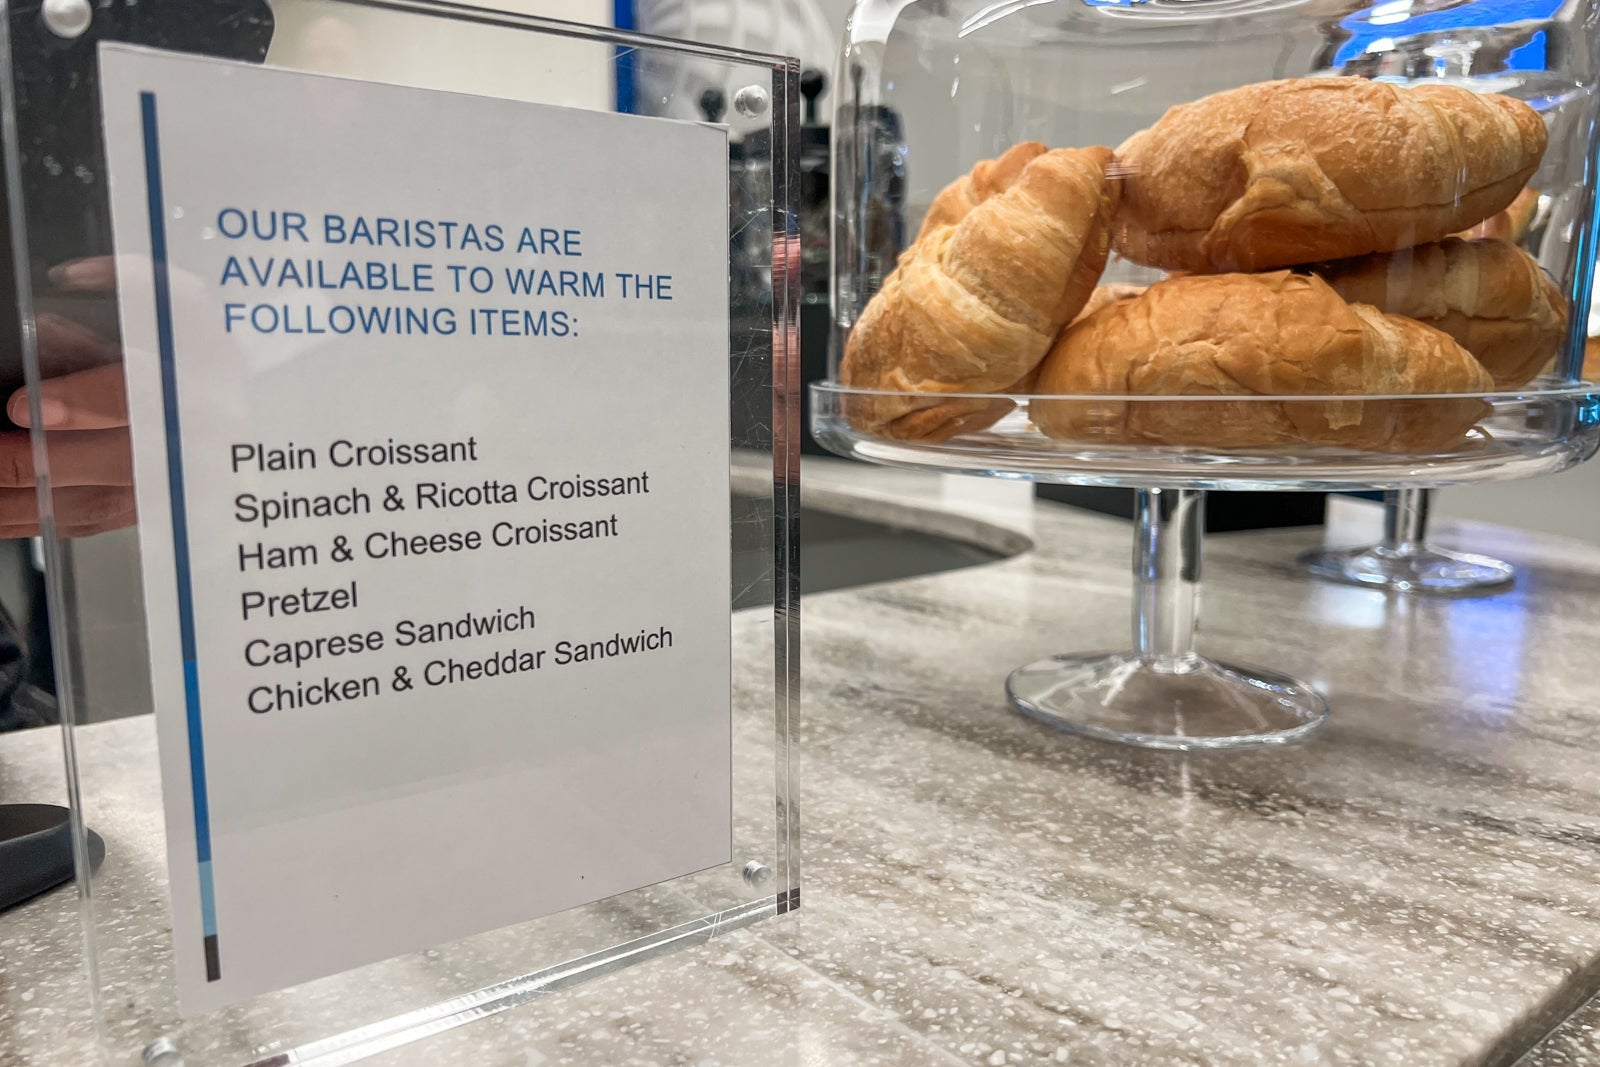 OUR BARISTAS ARE
AVAILABLE TO WARM THE
FOLLOWING ITEMS:
Plain Croissant
Spinach & Ricotta Croissant
Ham & Cheese Croissant
Pretzel
Caprese Sandwich
Chicken & Cheddar Sandwich